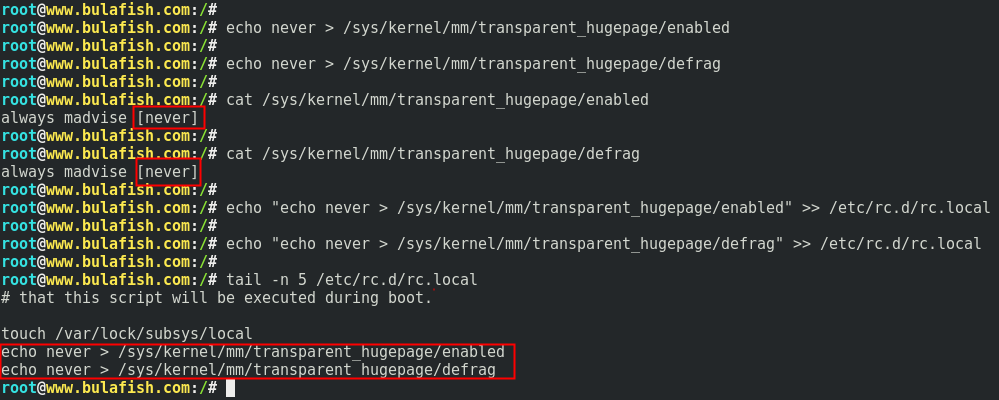 root@www.bulafish.com:/#
root@www.bulafish.com:/# echo never > /sys/kernel/mm/transparent_hugepage/enabled
root@www.bulafish.com:/#
root@www.bulafish.com:/# echo never > /sys/kernel/mm/transparent_hugepage/defrag
root@www.bulafish.com:/#
root@www.bulafish.com:/# cat /sys/kernel/mm/transparent_hugepage/enabled
always madvise [never]
root@www.bulafish.com:/#
root@www.bulafish.com:/# cat /sys/kernel/mm/transparent_hugepage/defrag
always madvise [never]
root@www.bulafish.com:/#
root@www.bulafish.com:/# echo "echo never > /sys/kernel/mm/transparent_hugepage/enabled" >> /etc/rc.d/rc.local
root@www.bulafish.com:/#
root@www.bulafish.com:/# echo "echo never > /sys/kernel/mm/transparent_hugepage/defrag" >> /etc/rc.d/rc.local
root@www.bulafish.com:/#
root@www.bulafish.com:/# tail -n 5 /etc/rc.d/rc.local
# that this script will be executed during boot.

touch /var/lock/subsys/local
echo never > /sys/kernel/mm/transparent_hugepage/enabled
echo never > /sys/kernel/mm/transparent_hugepage/defrag
root@www.bulafish.com:/#